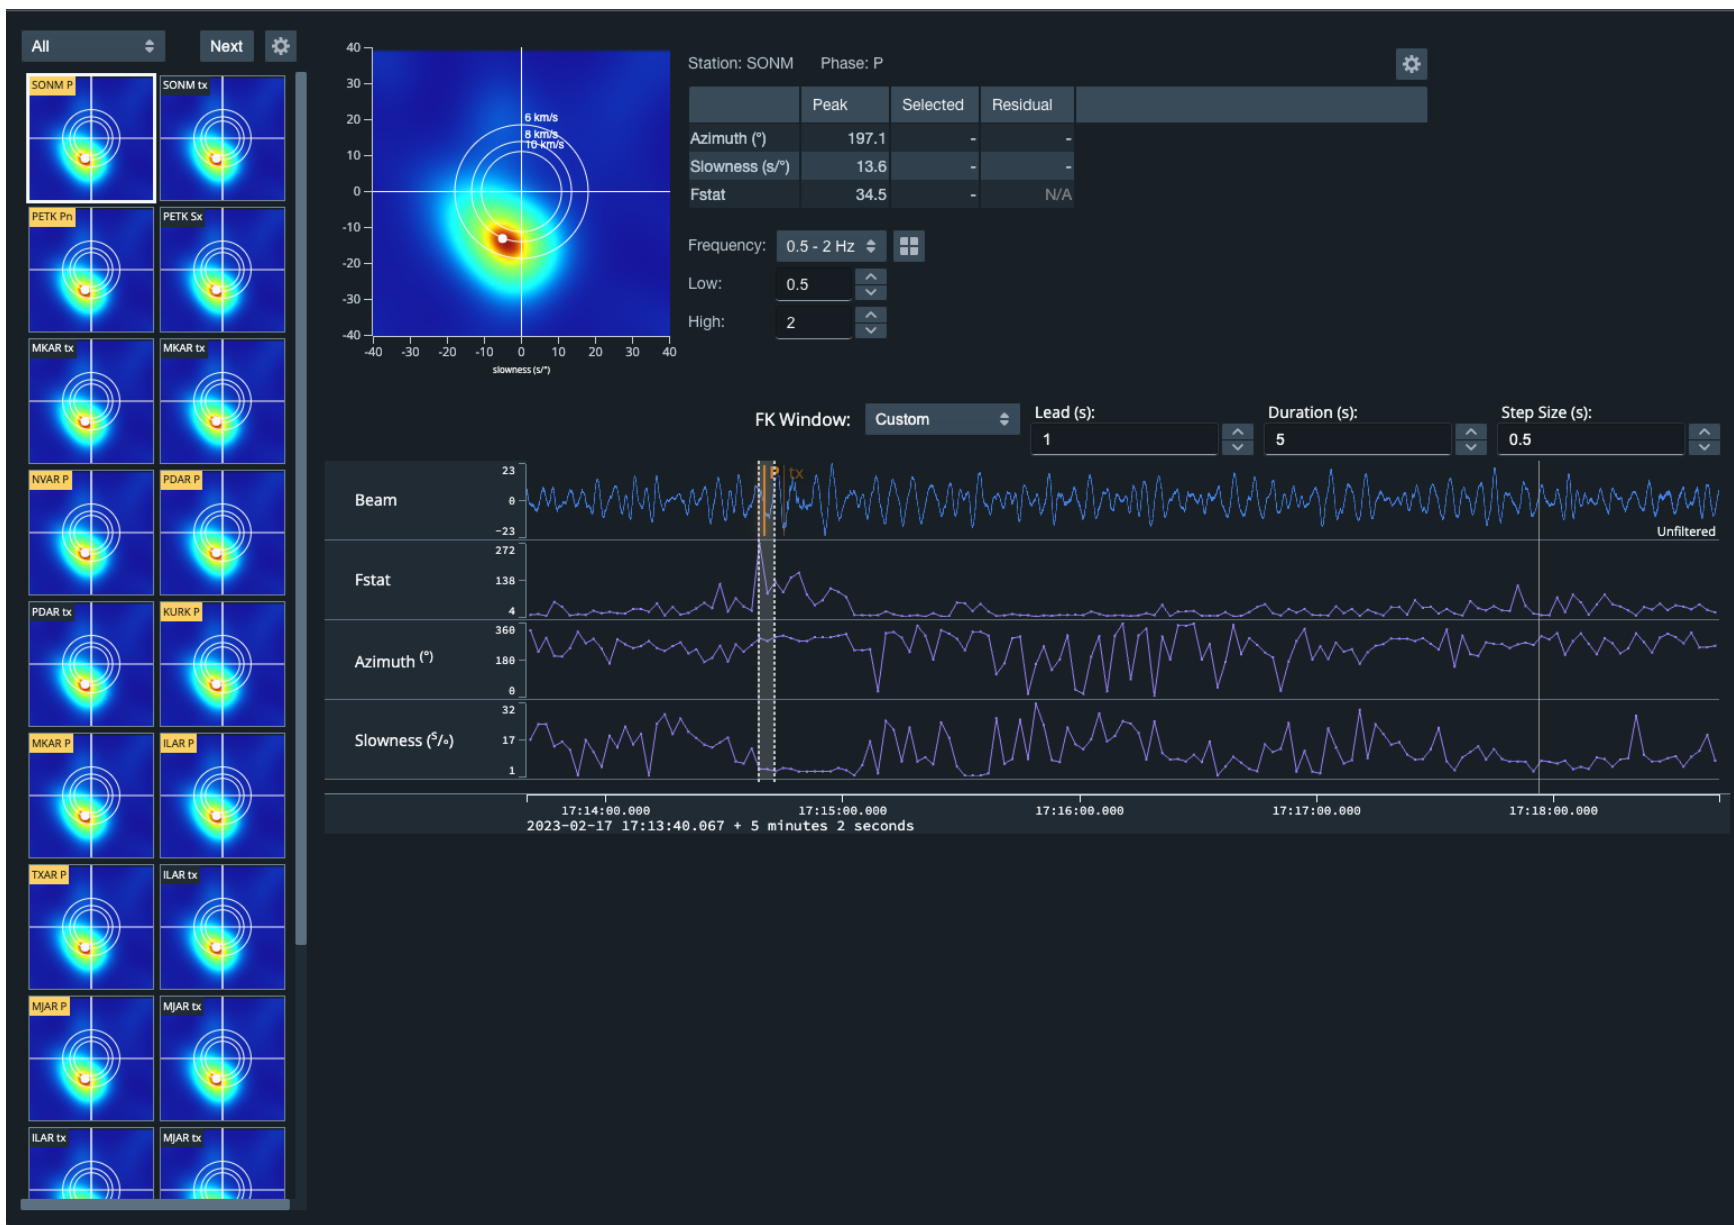 All
Next
SONM P
SONM tx
PETK Pn
PETK Sx
MKAR tx
MKAR tx
NVAR P
PDAR P
PDAR tx
KURK P
MKAR P
ILAR P
TXAR P
ILAR tx
MJAR P
MJAR tx
ILAR tx
MJAR tx
40
30
20
10
0
-10
-20
-30
-40
6 km/s
8 km/s
10 km/s
-40 -30 -20 -10 0 10 20 30 40
slowness (s/°)
Station: SONM Phase: P
Peak Selected Residual
Azimuth (°) 197.1 - -
Slowness (s/°) 13.6 - -
Fstat 34.5 - N/A
Frequency: 0.5 - 2 Hz
Low: 0.5
High: 2
FK Window: Custom
Lead (s):
1
Duration (s):
5
Step Size (s):
0.5
Beam
23
0
-23
P tx
Unfiltered
Fstat
272
138
4
Azimuth (°)
360
180
0
Slowness (s/°)
32
17
1
17:14:00.000 17:15:00.000 17:16:00.000 17:17:00.000 17:18:00.000
2023-02-17 17:13:40.067 + 5 minutes 2 seconds